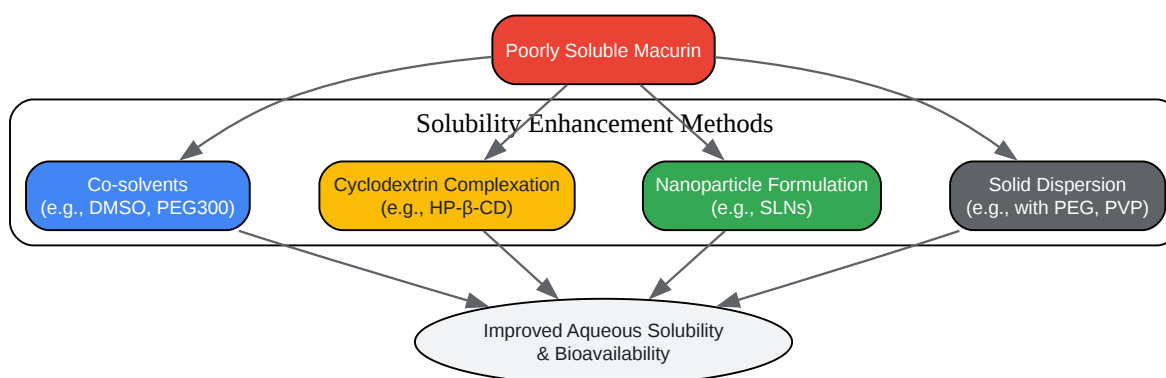 Poorly Soluble Macurin
Solubility Enhancement Methods
Co-solvents
(e.g., DMSO, PEG300)
Cyclodextrin Complexation
(e.g., HP-β-CD)
Nanoparticle Formulation
(e.g., SLNs)
Solid Dispersion
(e.g., with PEG, PVP)
Improved Aqueous Solubility
& Bioavailability